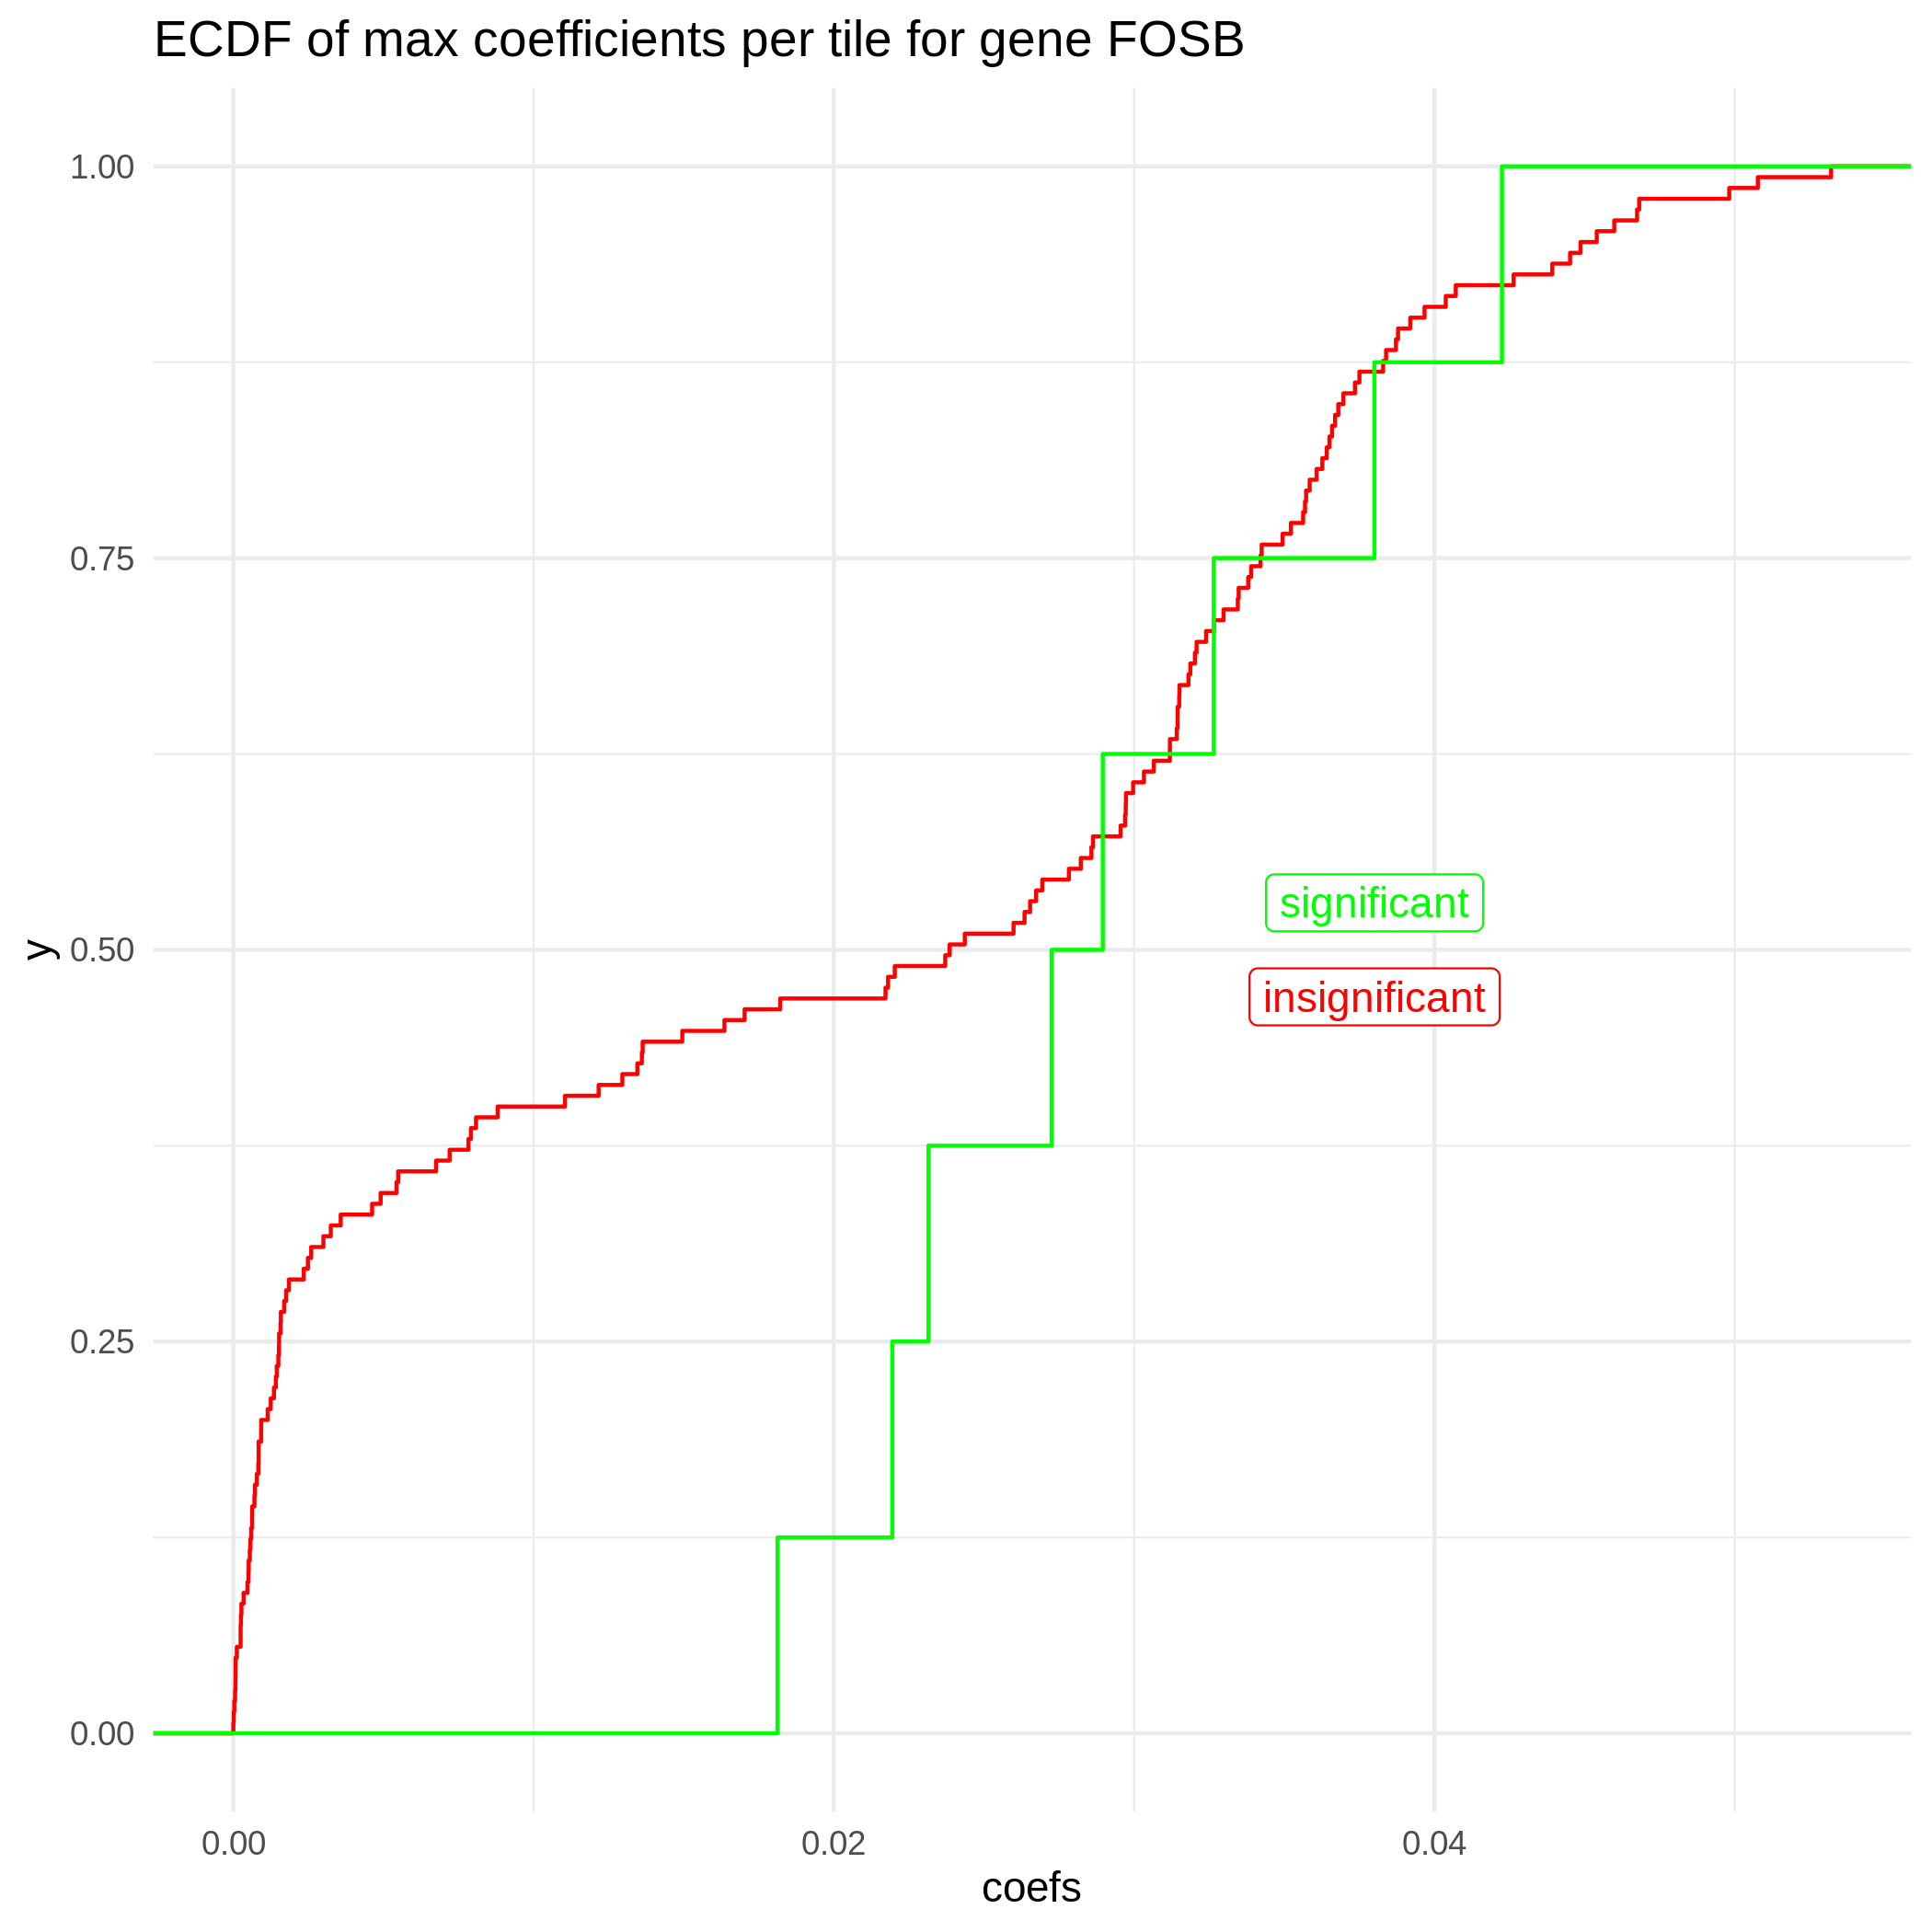 ECDF of max coefficients per tile for gene FOSB
1.00
0.75
0.50
0.25
0.00
y
significant
insignificant
0.00 0.02 0.04
coefs